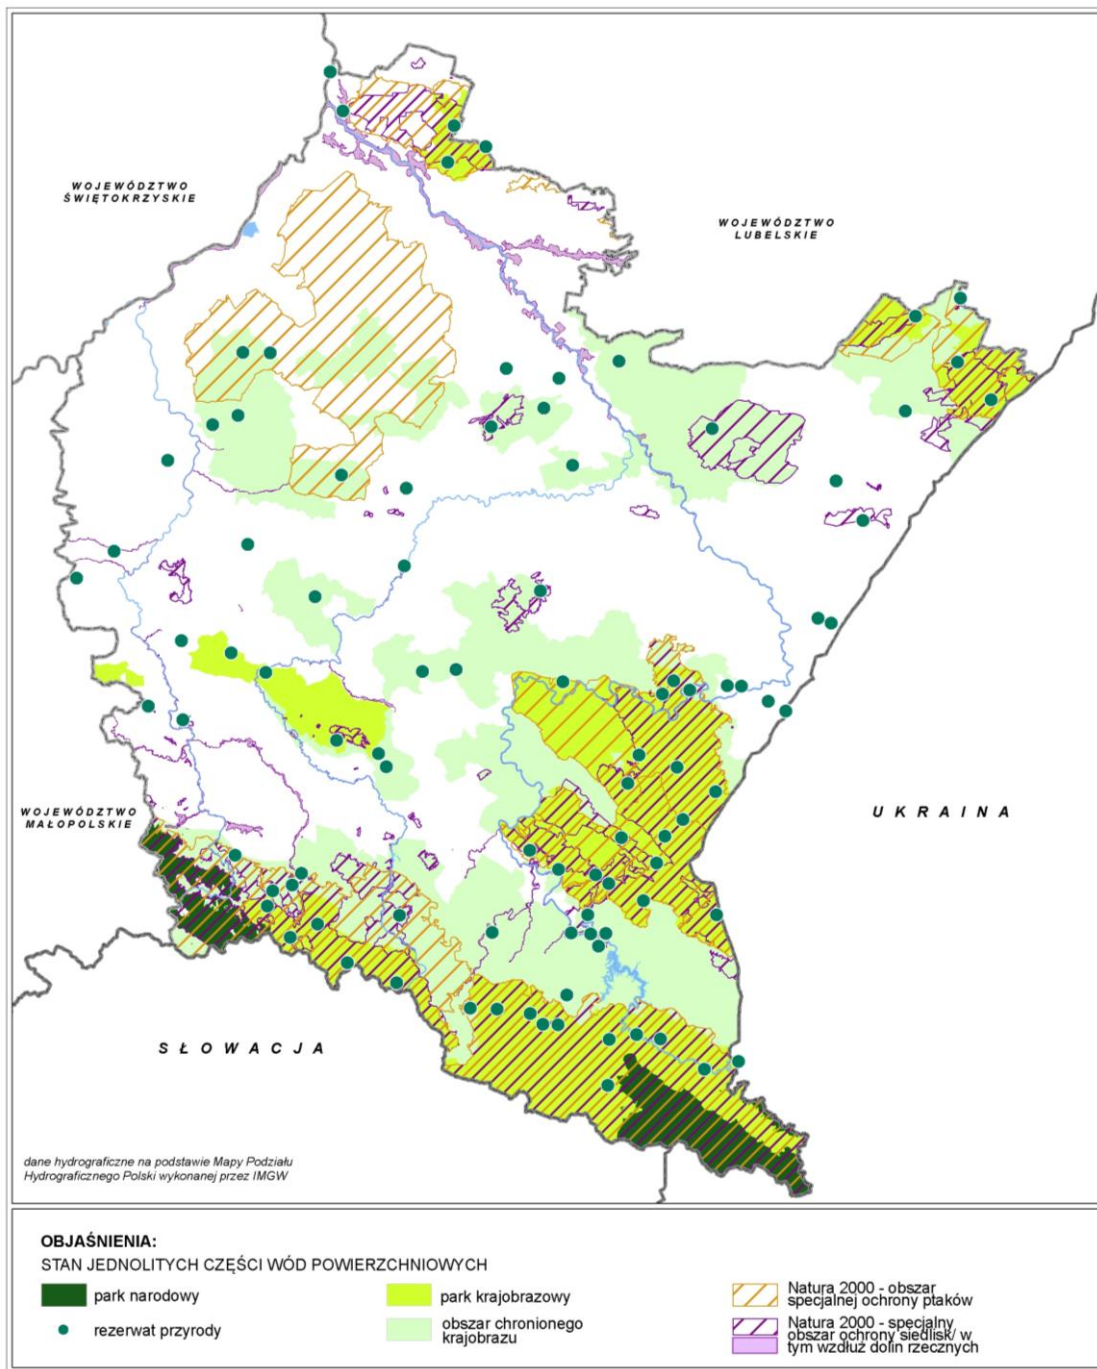 WOJEWÓDZTWO
ŚWIĘTOKRZYSKIE
WOJEWÓDZTWO
LUBELSKIE
WOJEWÓDZTWO
MAŁOPOLSKIE
UKRAINA
SŁOWACJA
dane hydrograficzne na podstawie Mapy Podziału
Hydrograficznego Polski wykonanej przez IMGW
OBJAŚNIENIA:
STAN JEDNOLITYCH CZĘŚCI WÓD POWIERZCHNIOWYCH
park narodowy
rezerwat przyrody
park krajobrazowy
obszar chronionego
krajobrazu
Natura 2000 - obszar
specjalnej ochrony ptaków
Natura 2000 - specjalny
obszar ochrony siedlisk/ w
tym wzdłuż dolin rzecznych